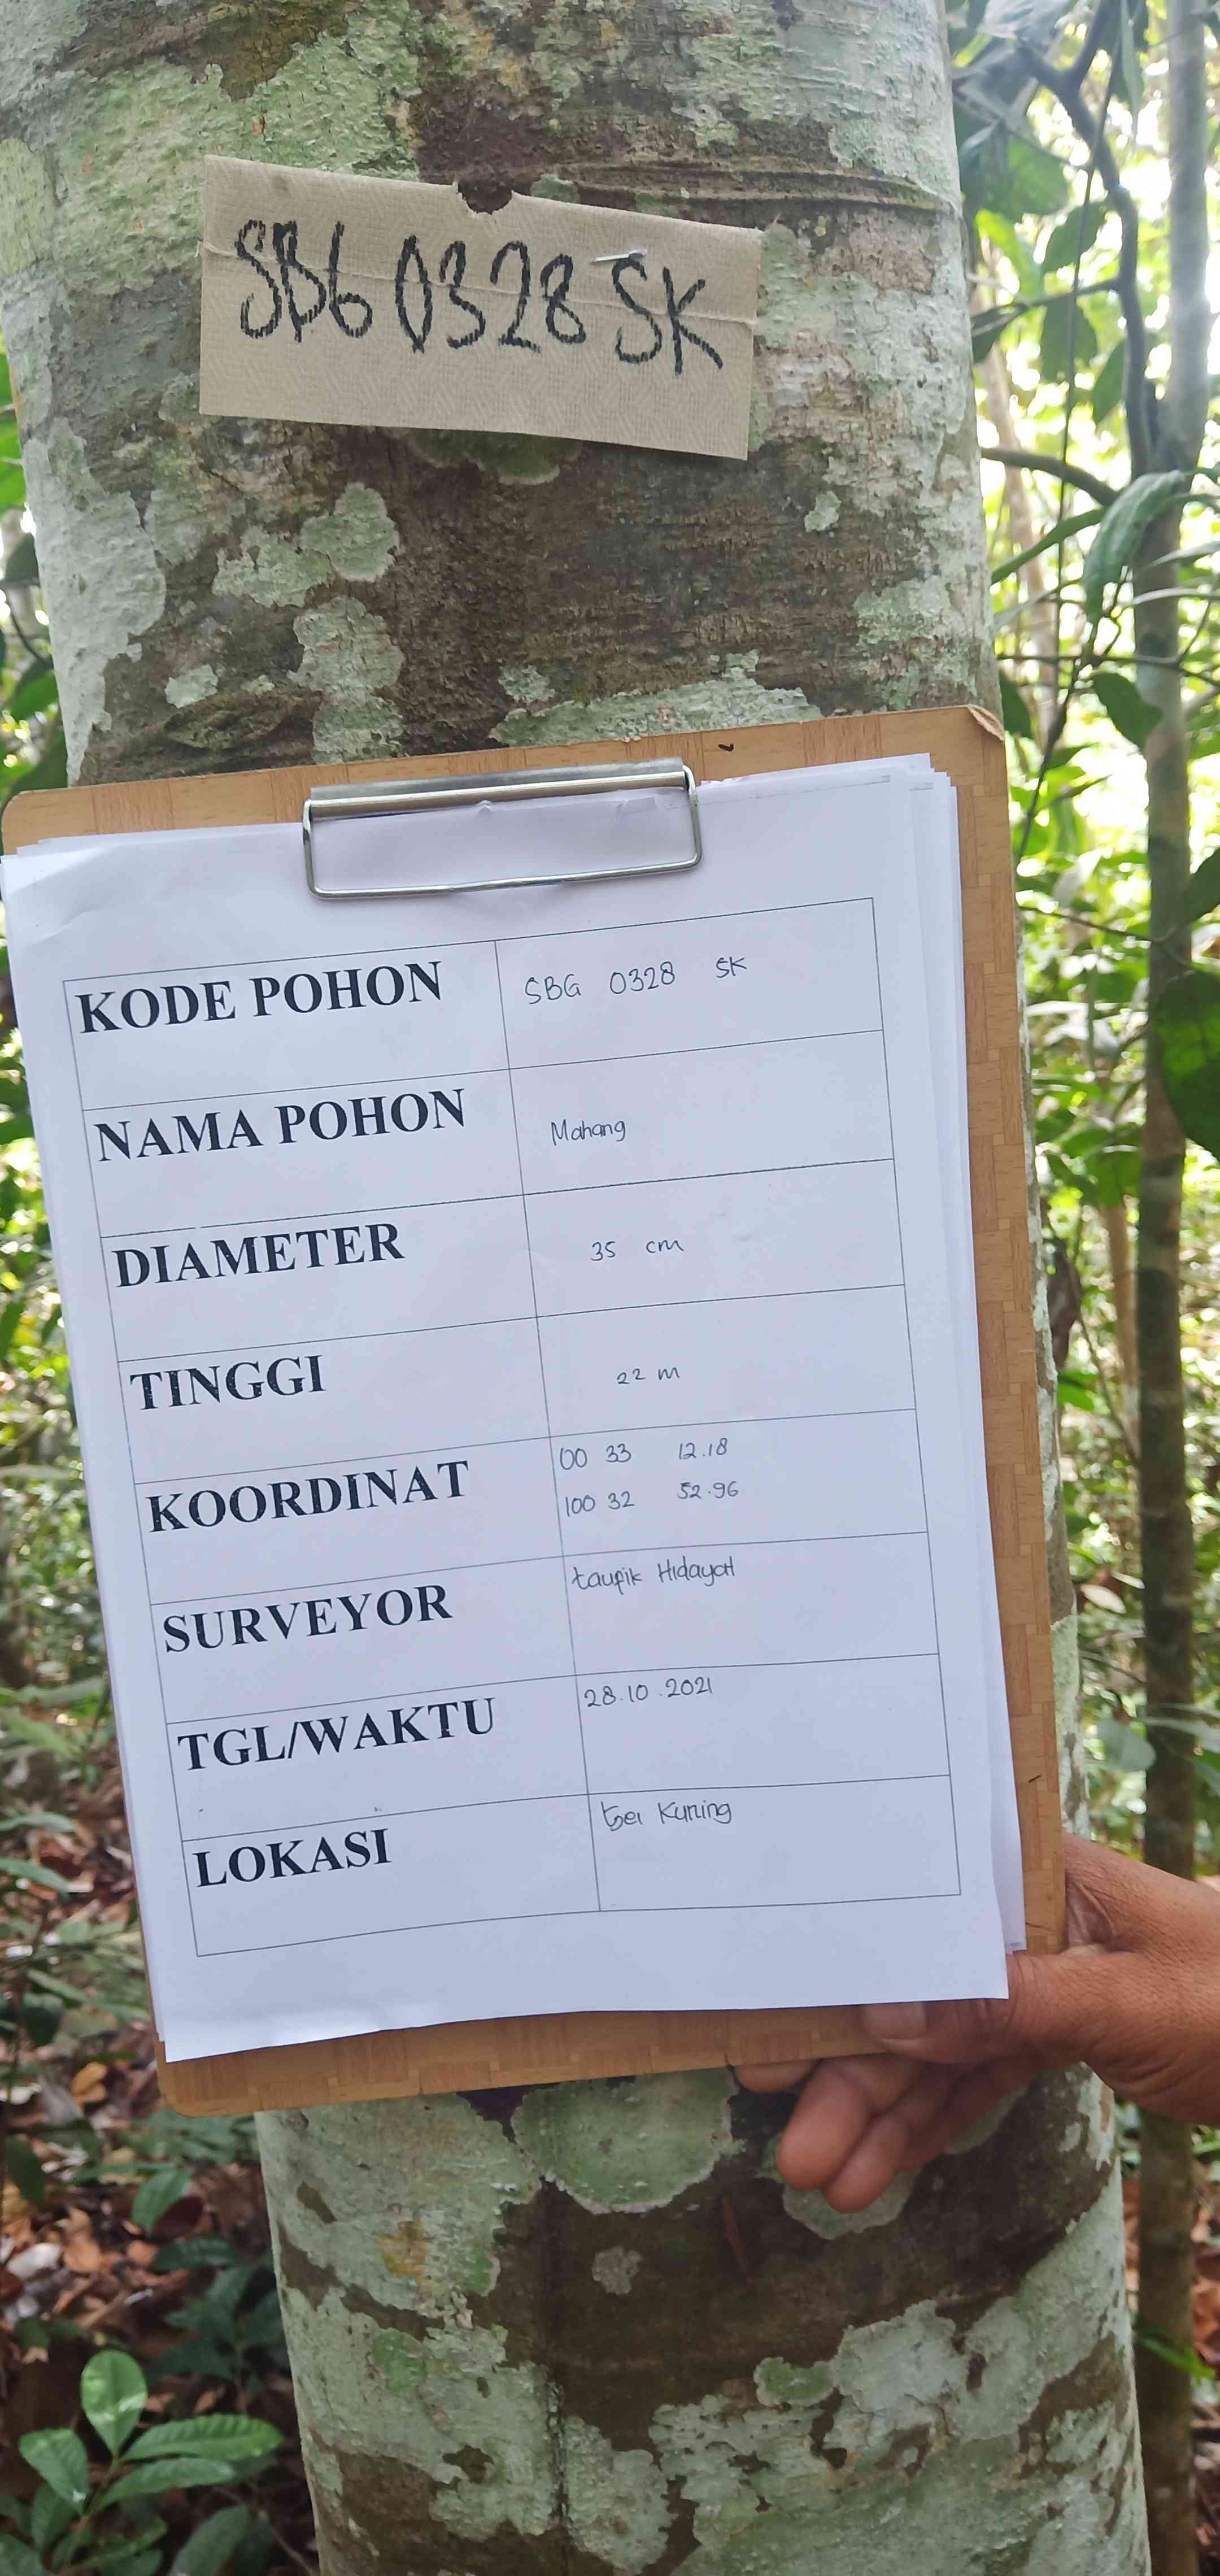 SBG 0328 SK
KODE POHON SBG 0328 SK
NAMA POHON Mahang
DIAMETER 35 cm
TINGGI 22 m
KOORDINAT 00 33 12.18
100 32 52.96
SURVEYOR taufik Hidayat
TGL/WAKTU 28.10.2021
LOKASI Sei Kuning